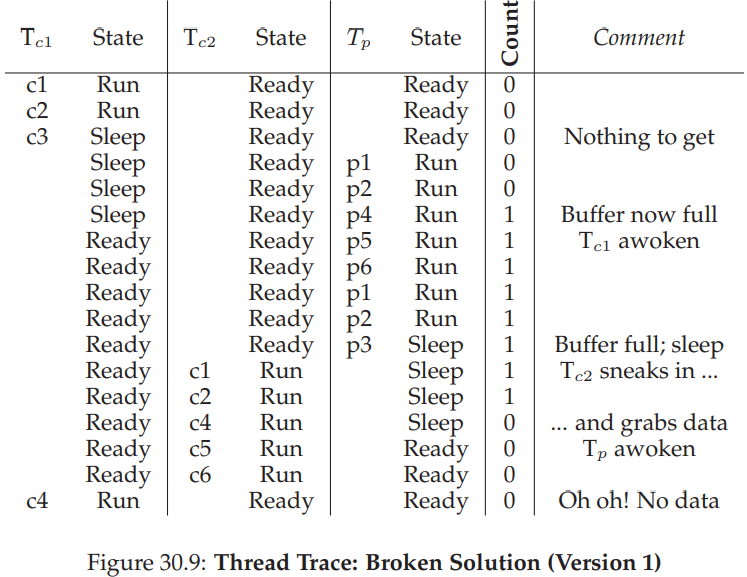 T_c1 State T_c2 State T_p State Count Comment
c1 Run Ready Ready 0
c2 Run Ready Ready 0
c3 Sleep Ready Ready 0 Nothing to get
Sleep Ready p1 Run 0
Sleep Ready p2 Run 0
Sleep Ready p4 Run 1 Buffer now full
Ready Ready p5 Run 1 T_c1 awoken
Ready Ready p6 Run 1
Ready Ready p1 Run 1
Ready Ready p2 Run 1
Ready Ready p3 Sleep 1 Buffer full; sleep
Ready c1 Run Sleep 1 T_c2 sneaks in ...
Ready c2 Run Sleep 1
Ready c4 Run Sleep 0 ... and grabs data
Ready c5 Run Ready 0 T_p awoken
Ready c6 Run Ready 0
c4 Run Ready Ready 0 Oh oh! No data
Figure 30.9: Thread Trace: Broken Solution (Version 1)